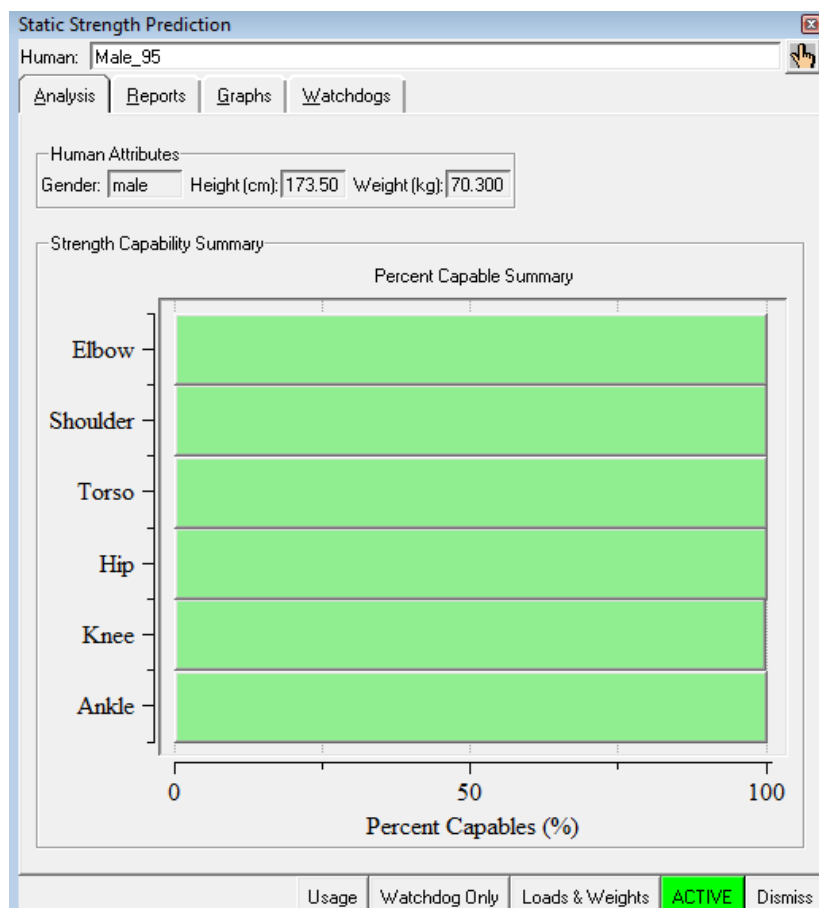 Static Strength Prediction
Human: Male_95
Analysis Reports Graphs Watchdogs
Human Attributes
Gender: male Height (cm): 173.50 Weight (kg): 70.300
Strength Capability Summary
Percent Capable Summary
Elbow
Shoulder
Torso
Hip
Knee
Ankle
0 50 100
Percent Capables (%)
Usage Watchdog Only Loads & Weights ACTIVE Dismiss